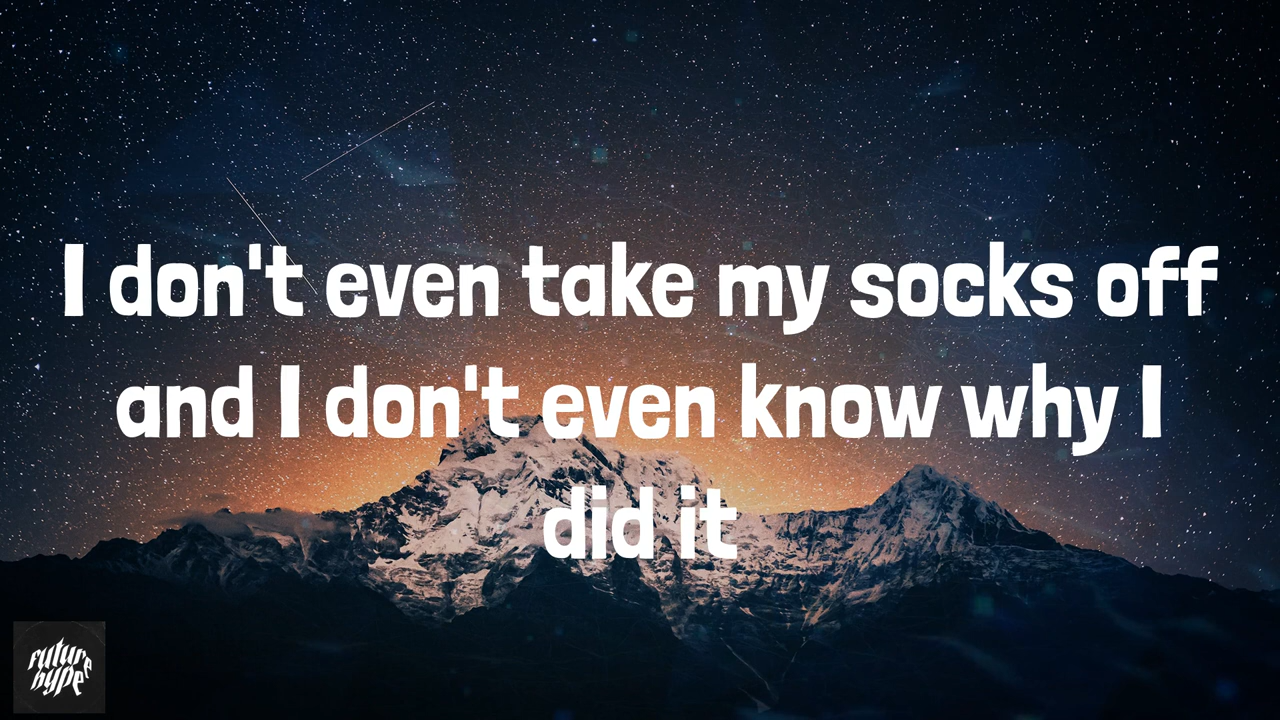 I don't even take my socks off
and I don't even know why I
did it
future
hype